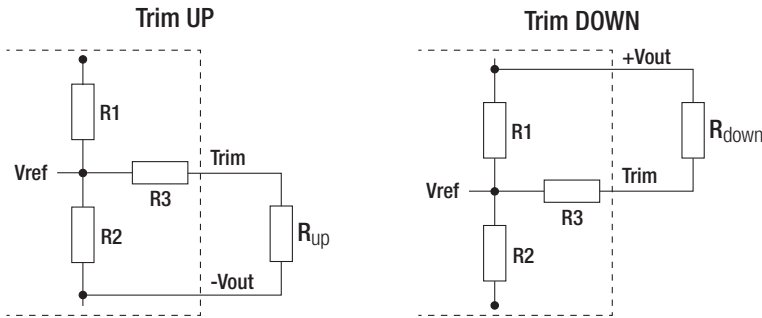 Trim UP
R1
Trim
Vref
R3
R2
Rup
-Vout
Trim DOWN
+Vout
R1
Rdown
Trim
Vref
R3
R2